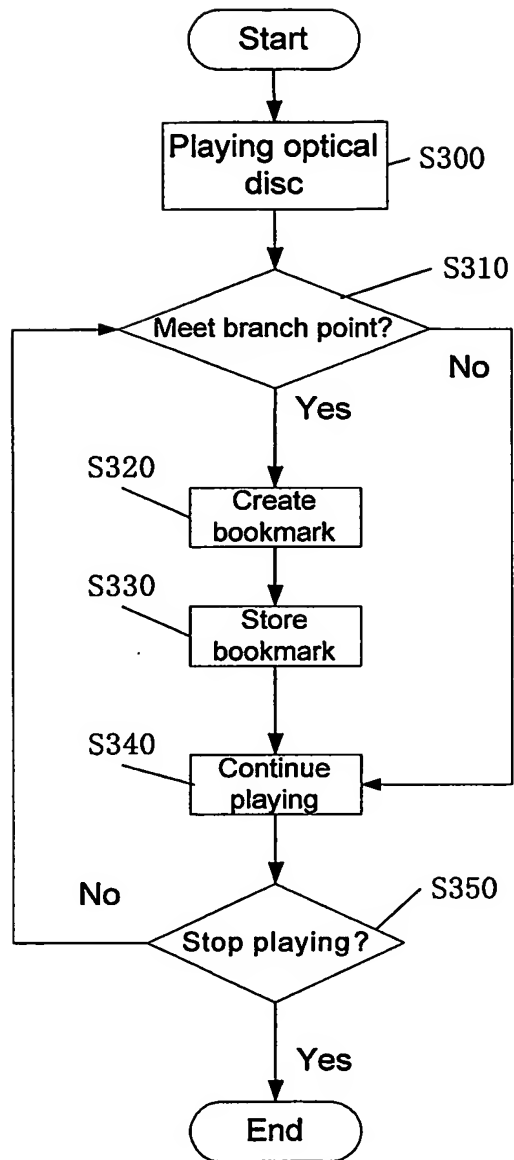 Start
Playing optical
disc
S300
S310
Meet branch point?
No
Yes
S320
Create
bookmark
S330
Store
bookmark
S340
Continue
playing
No
S350
Stop playing?
Yes
End